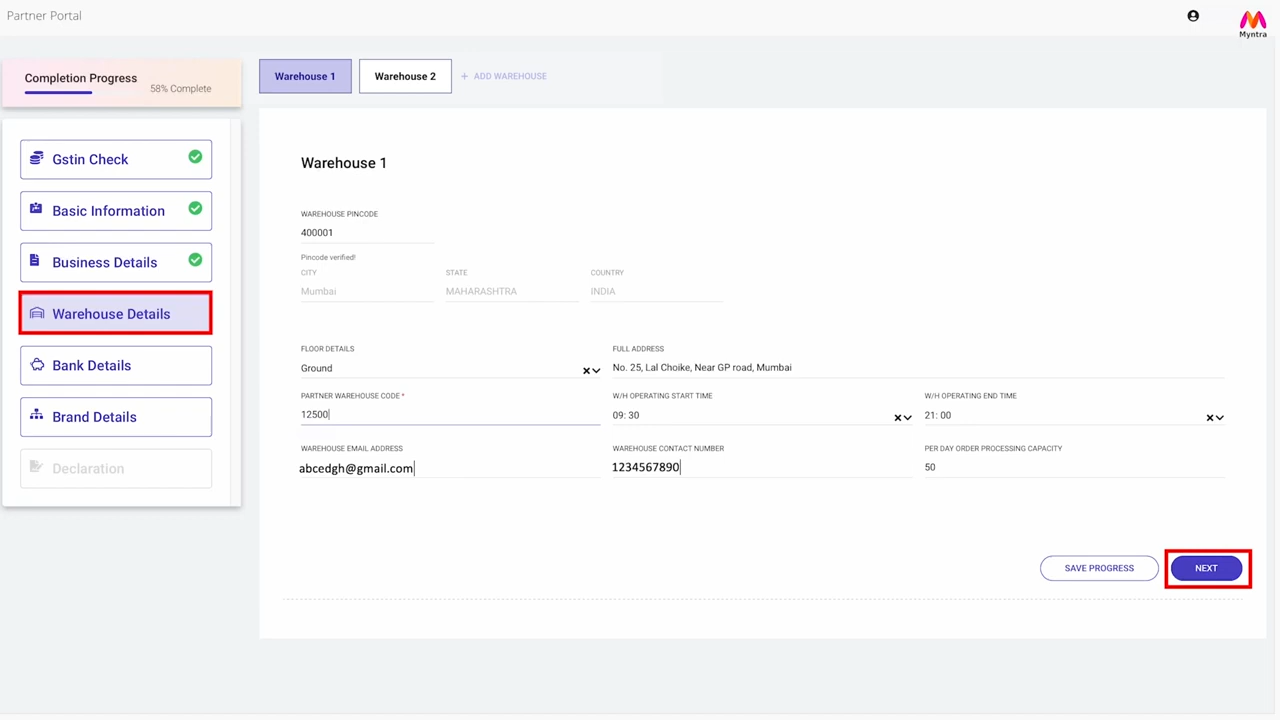 Partner Portal
Myntra
Completion Progress
58% Complete
Gstin Check
Basic Information
Business Details
Warehouse Details
Bank Details
Brand Details
Declaration
Warehouse 1 Warehouse 2 + ADD WAREHOUSE
Warehouse 1
WAREHOUSE PINCODE
400001
Pincode verified!
CITY STATE COUNTRY
Mumbai MAHARASHTRA INDIA
FLOOR DETAILS FULL ADDRESS
Ground No. 25, Lal Choike, Near GP road, Mumbai
PARTNER WAREHOUSE CODE * W/H OPERATING START TIME W/H OPERATING END TIME
12500 09: 30 21: 00
WAREHOUSE EMAIL ADDRESS WAREHOUSE CONTACT NUMBER PER DAY ORDER PROCESSING CAPACITY
abcedgh@gmail.com 1234567890 50
SAVE PROGRESS NEXT